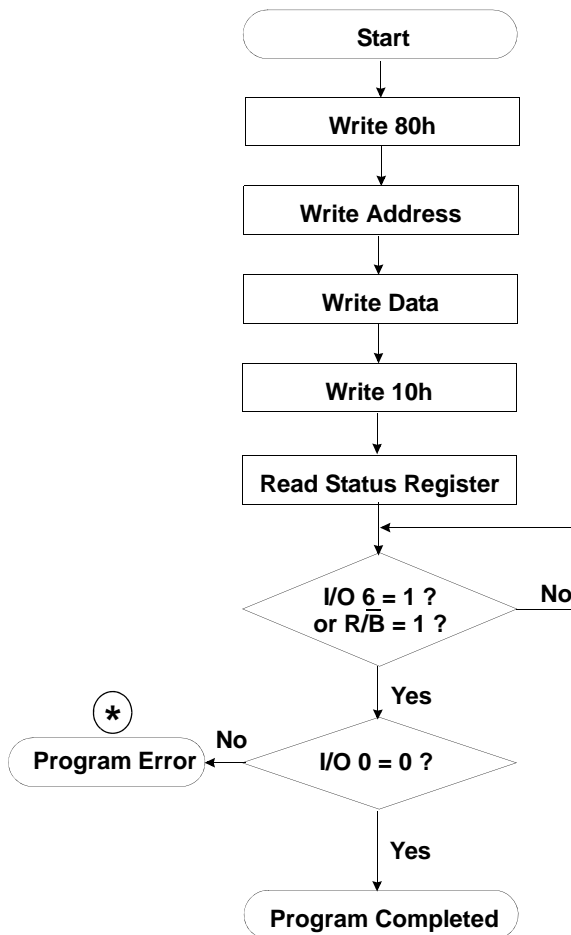 Start
Write 80h
Write Address
Write Data
Write 10h
Read Status Register
I/O 6 = 1 ?
or R/B̅ = 1 ?
No
Yes
*
No
Program Error
I/O 0 = 0 ?
Yes
Program Completed